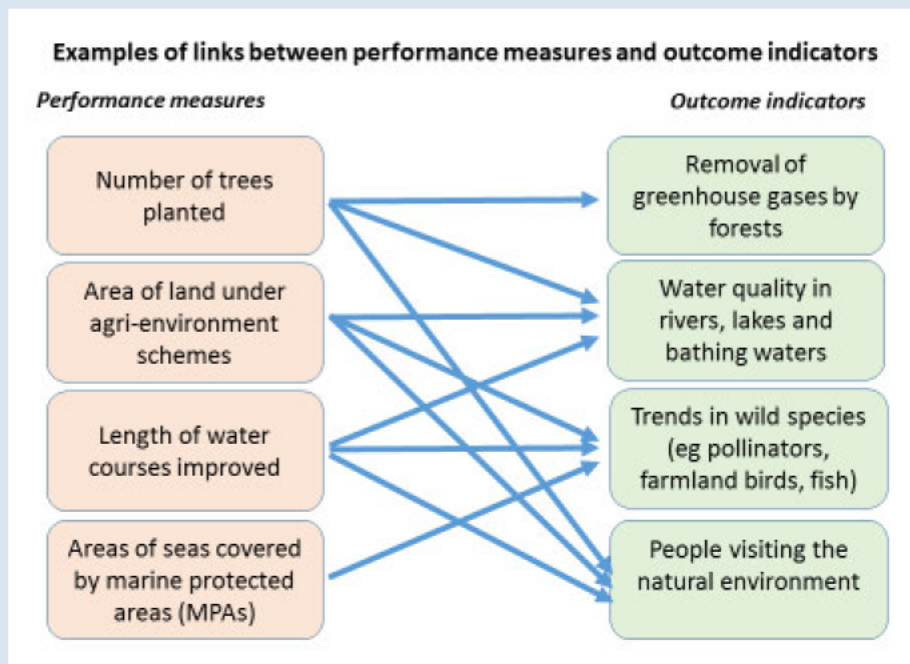 Examples of links between performance measures and outcome indicators
Performance measures
Outcome indicators
Number of trees
planted
Area of land under
agri-environment
schemes
Length of water
courses improved
Areas of seas covered
by marine protected
areas (MPAs)
Removal of
greenhouse gases by
forests
Water quality in
rivers, lakes and
bathing waters
Trends in wild species
(eg pollinators,
farmland birds, fish)
People visiting the
natural environment